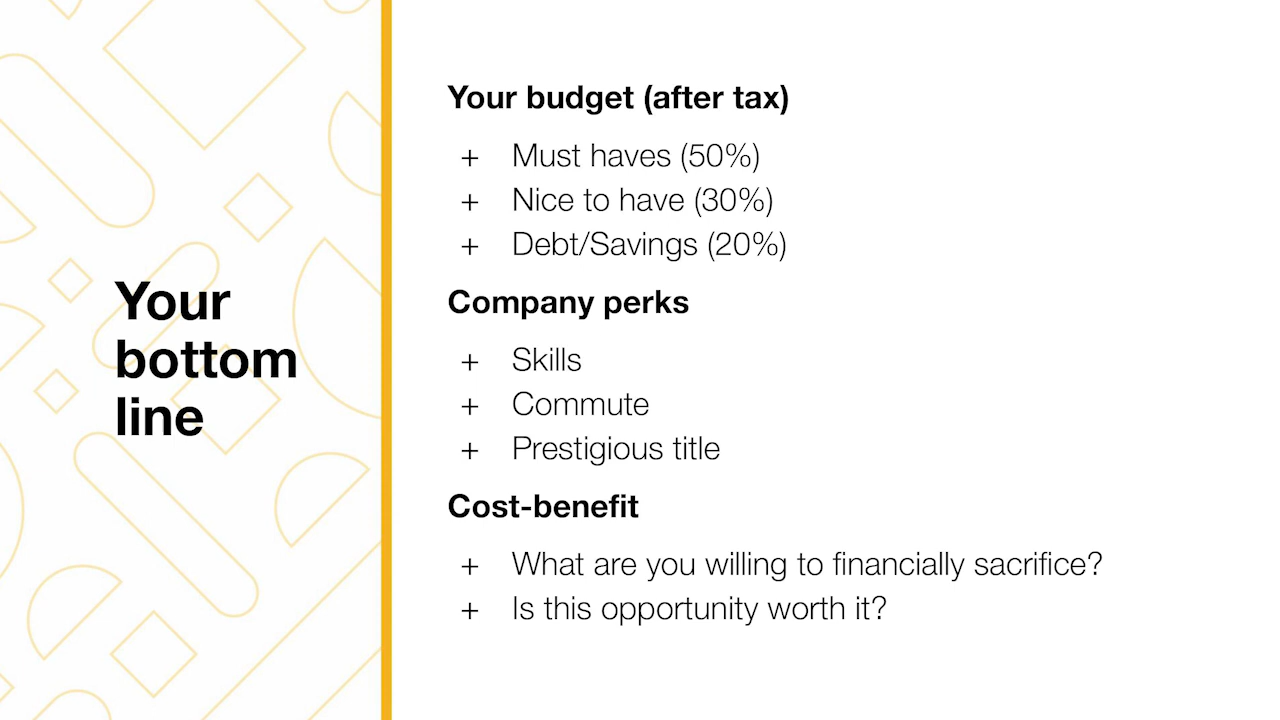 Your
bottom
line
Your budget (after tax)
+ Must haves (50%)
+ Nice to have (30%)
+ Debt/Savings (20%)
Company perks
+ Skills
+ Commute
+ Prestigious title
Cost-benefit
+ What are you willing to financially sacrifice?
+ Is this opportunity worth it?